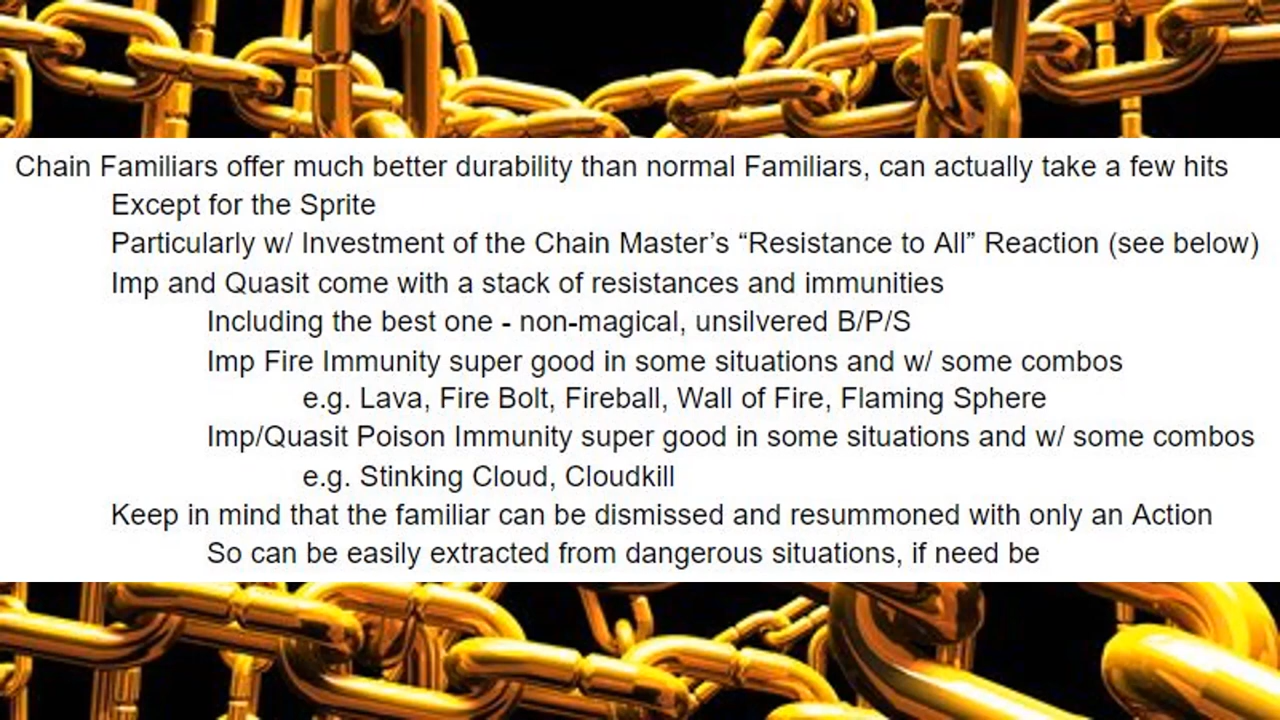 Chain Familiars offer much better durability than normal Familiars, can actually take a few hits
Except for the Sprite
Particularly w/ Investment of the Chain Master’s “Resistance to All” Reaction (see below)
Imp and Quasit come with a stack of resistances and immunities
Including the best one - non-magical, unsilvered B/P/S
Imp Fire Immunity super good in some situations and w/ some combos
e.g. Lava, Fire Bolt, Fireball, Wall of Fire, Flaming Sphere
Imp/Quasit Poison Immunity super good in some situations and w/ some combos
e.g. Stinking Cloud, Cloudkill
Keep in mind that the familiar can be dismissed and resummoned with only an Action
So can be easily extracted from dangerous situations, if need be